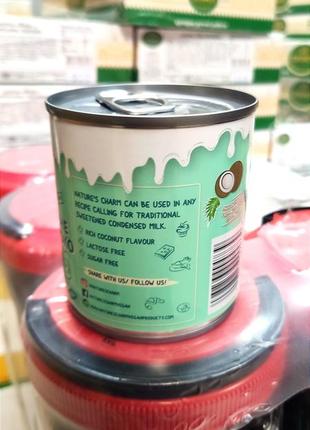 NATURE'S CHARM CAN BE USED IN ANY
RECIPE CALLING FOR TRADITIONAL
SWEETENED CONDENSED MILK.
RICH COCONUT FLAVOUR
LACTOSE FREE
SUGAR FREE
SHARE WITH US/ FOLLOW US!